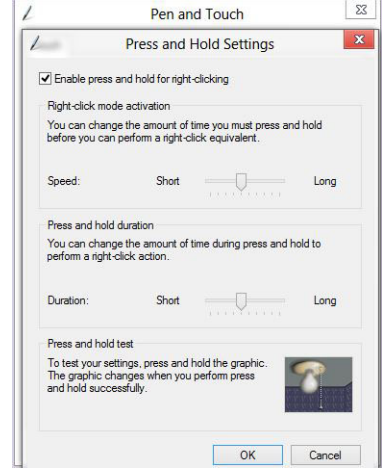 Pen and Touch
Press and Hold Settings
Enable press and hold for right-clicking
Right-click mode activation
You can change the amount of time you must press and hold
before you can perform a right-click equivalent.
Speed: Short Long
Press and hold duration
You can change the amount of time during press and hold to
perform a right-click action.
Duration: Short Long
Press and hold test
To test your settings, press and hold the graphic.
The graphic changes when you perform press
and hold successfully.
OK Cancel